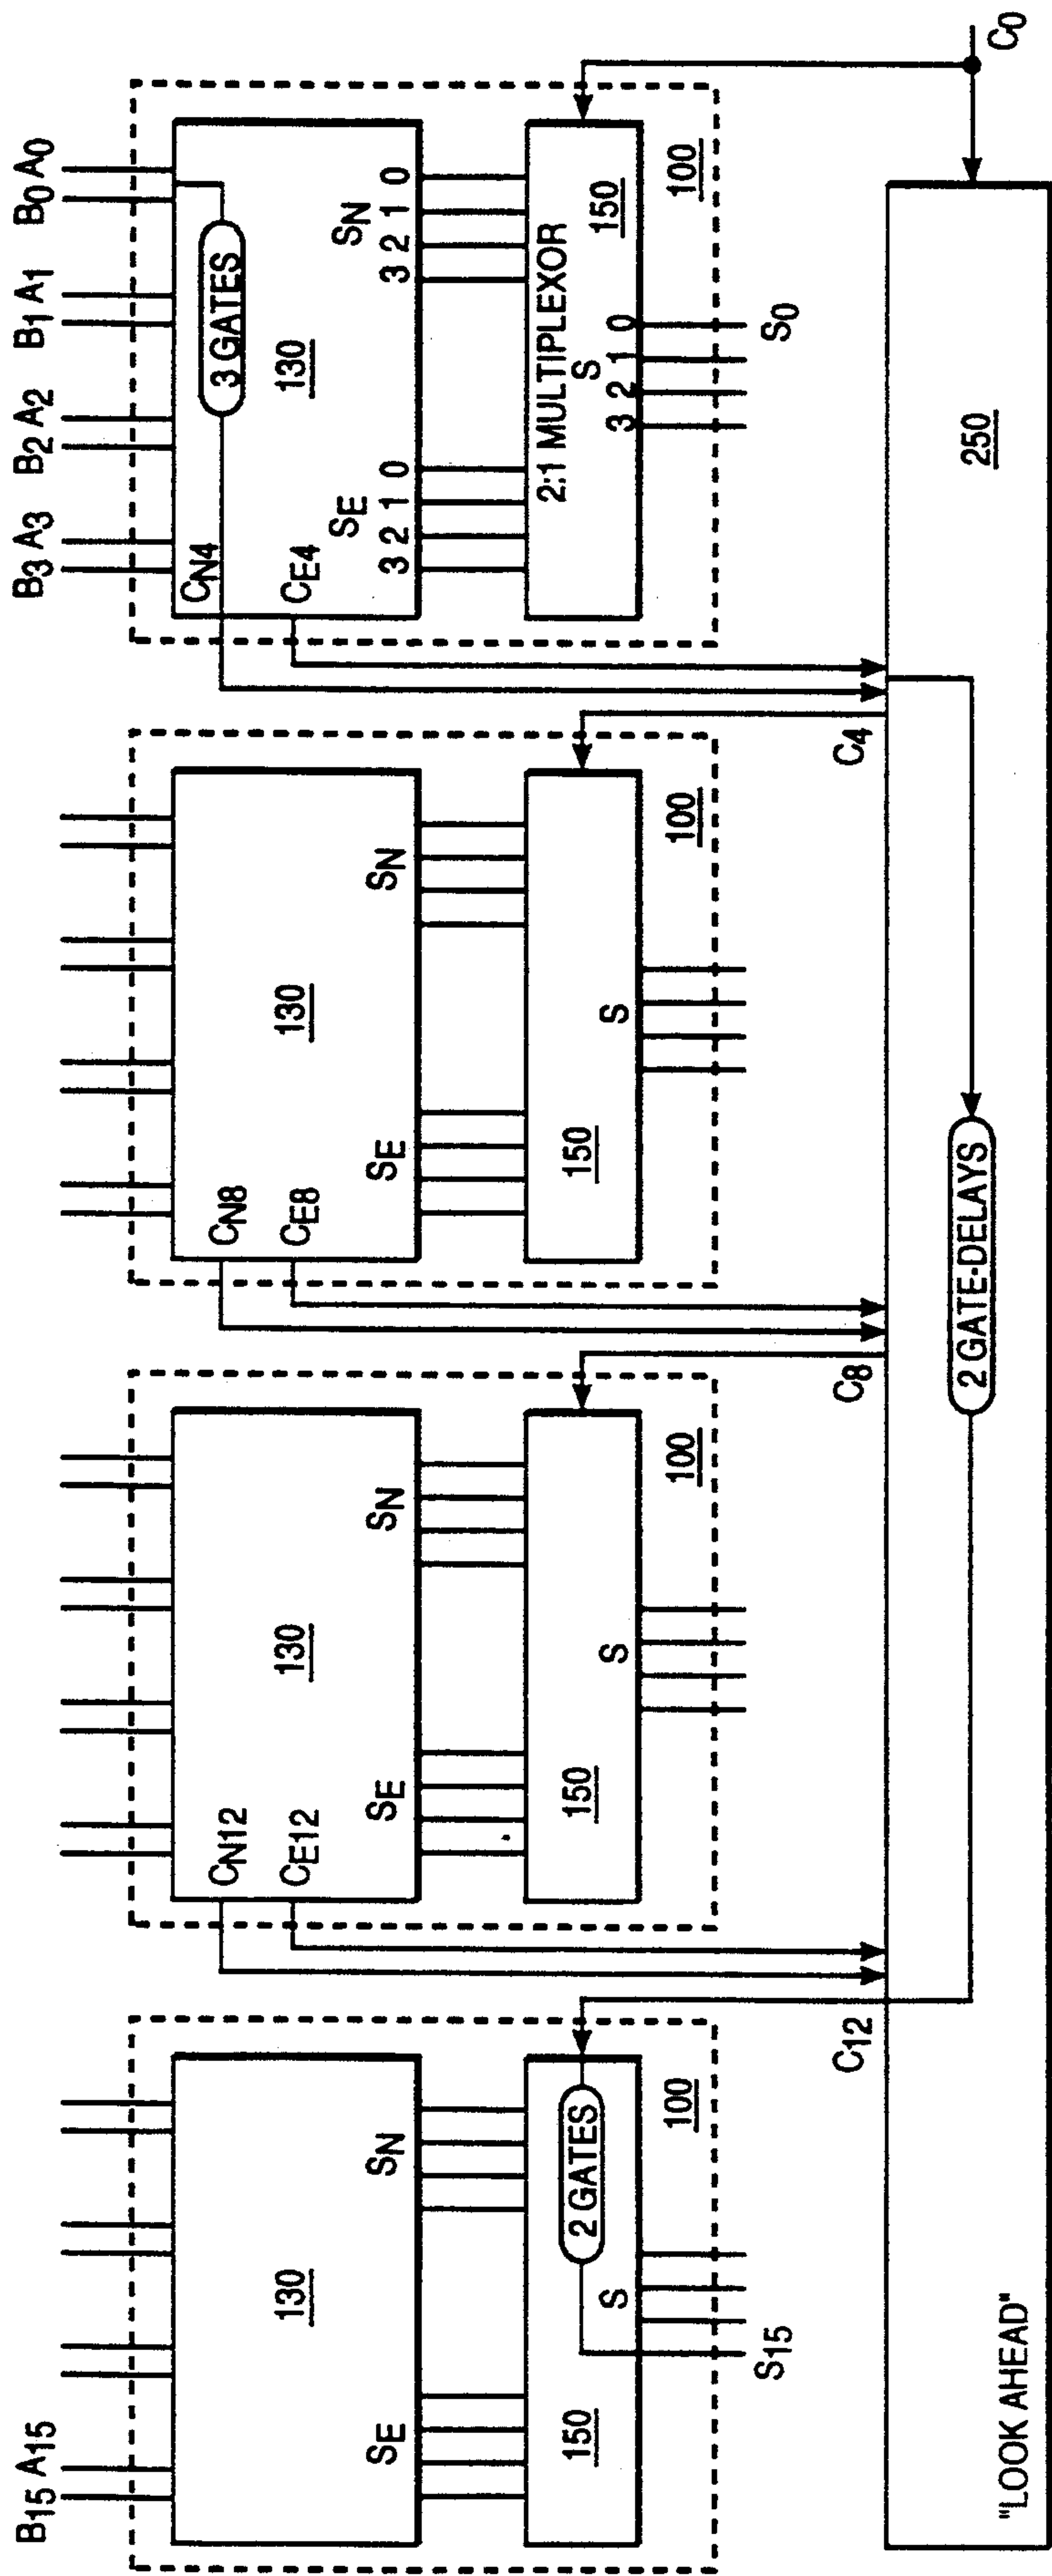 B15 A15 B3 A3 B2 A2 B1 A1 B0 A0
CN12 CN8 CN4 3 GATES
130 CE12 130 CE8 130 CE4 130
SE SN SE SN SE SN SE SN
3 2 1 0 3 2 1 0
2:1 MULTIPLEXOR
150 2 GATES 150 150 150
S S S S
3 2 1 0
100 100 100 100
S15 S0
C12 C8 C4 C0
2 GATE-DELAYS 250
"LOOK AHEAD"